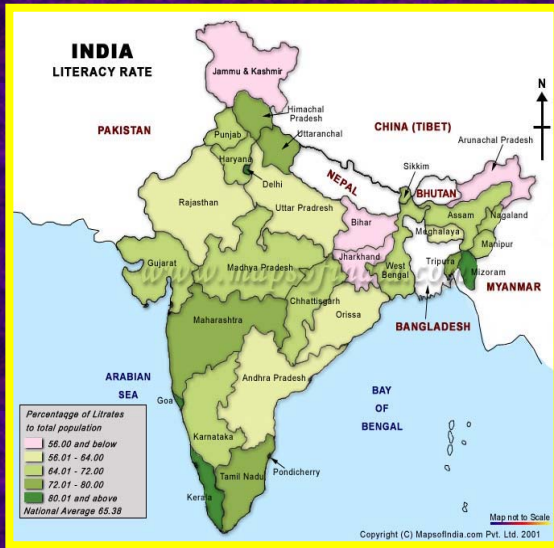 INDIA
LITERACY RATE
N
Jammu & Kashmir
Himachal
Pradesh
PAKISTAN
Punjab
Uttaranchal
CHINA (TIBET)
Arunachal Pradesh
Haryana
Delhi
NEPAL
Sikkim
BHUTAN
Rajasthan
Uttar Pradesh
Assam
Nagaland
Bihar
Meghalaya
Manipur
Jharkhand
Gujarat
Madhya Pradesh
West
Bengal
Tripura
Mizoram
www.mapsofindia.com
MYANMAR
Chhattisgarh
Orissa
Maharashtra
BANGLADESH
ARABIAN
SEA
Andhra Pradesh
BAY
OF
BENGAL
Goa
Karnataka
Pondicherry
Tamil Nadu
Kerala
Percentaqge of Litrates
to total population
56.00 and below
56.01 - 64.00
64.01 - 72.00
72.01 - 80.00
80.01 and above
National Average 65.38
Map not to Scale
Copyright (C) MapsofIndia.com Pvt. Ltd. 2001